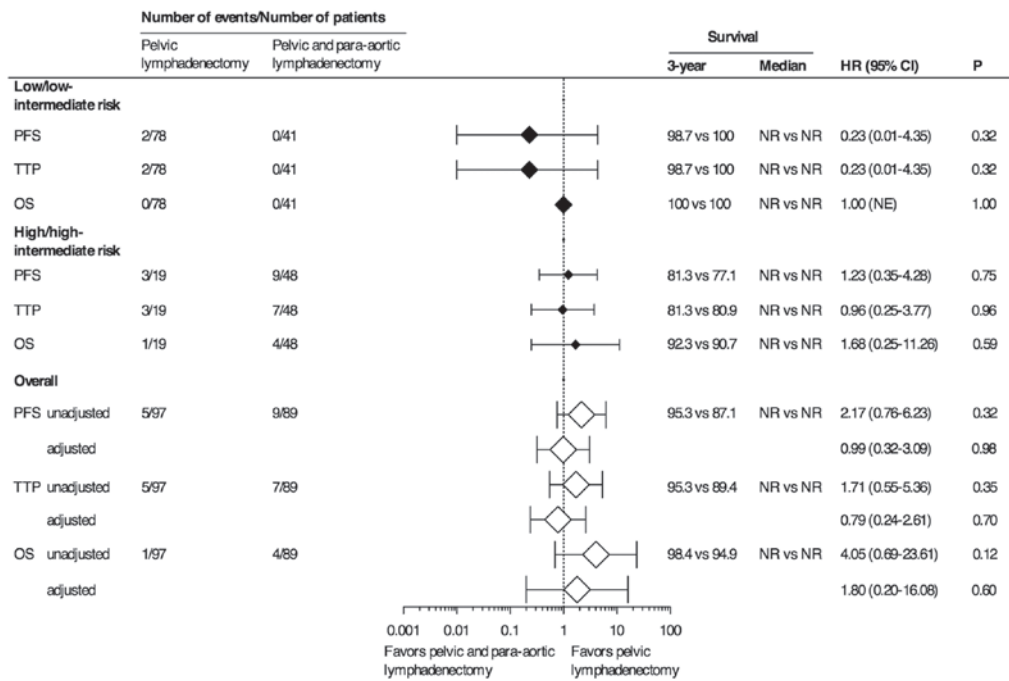 Number of events/Number of patients
Pelvic lymphadenectomy
Pelvic and para-aortic lymphadenectomy
Survival
3-year Median HR (95% CI) P
Low/low-
intermediate risk
PFS 2/78 0/41 98.7 vs 100 NR vs NR 0.23 (0.01-4.35) 0.32
TTP 2/78 0/41 98.7 vs 100 NR vs NR 0.23 (0.01-4.35) 0.32
OS 0/78 0/41 100 vs 100 NR vs NR 1.00 (NE) 1.00
High/high-
intermediate risk
PFS 3/19 9/48 81.3 vs 77.1 NR vs NR 1.23 (0.35-4.28) 0.75
TTP 3/19 7/48 81.3 vs 80.9 NR vs NR 0.96 (0.25-3.77) 0.96
OS 1/19 4/48 92.3 vs 90.7 NR vs NR 1.68 (0.25-11.26) 0.59
Overall
PFS unadjusted 5/97 9/89 95.3 vs 87.1 NR vs NR 2.17 (0.76-6.23) 0.32
adjusted 0.99 (0.32-3.09) 0.98
TTP unadjusted 5/97 7/89 95.3 vs 89.4 NR vs NR 1.71 (0.55-5.36) 0.35
adjusted 0.79 (0.24-2.61) 0.70
OS unadjusted 1/97 4/89 98.4 vs 94.9 NR vs NR 4.05 (0.69-23.61) 0.12
adjusted 1.80 (0.20-16.08) 0.60
0.001 0.01 0.1 1 10 100
Favors pelvic and para-aortic
lymphadenectomy
Favors pelvic
lymphadenectomy